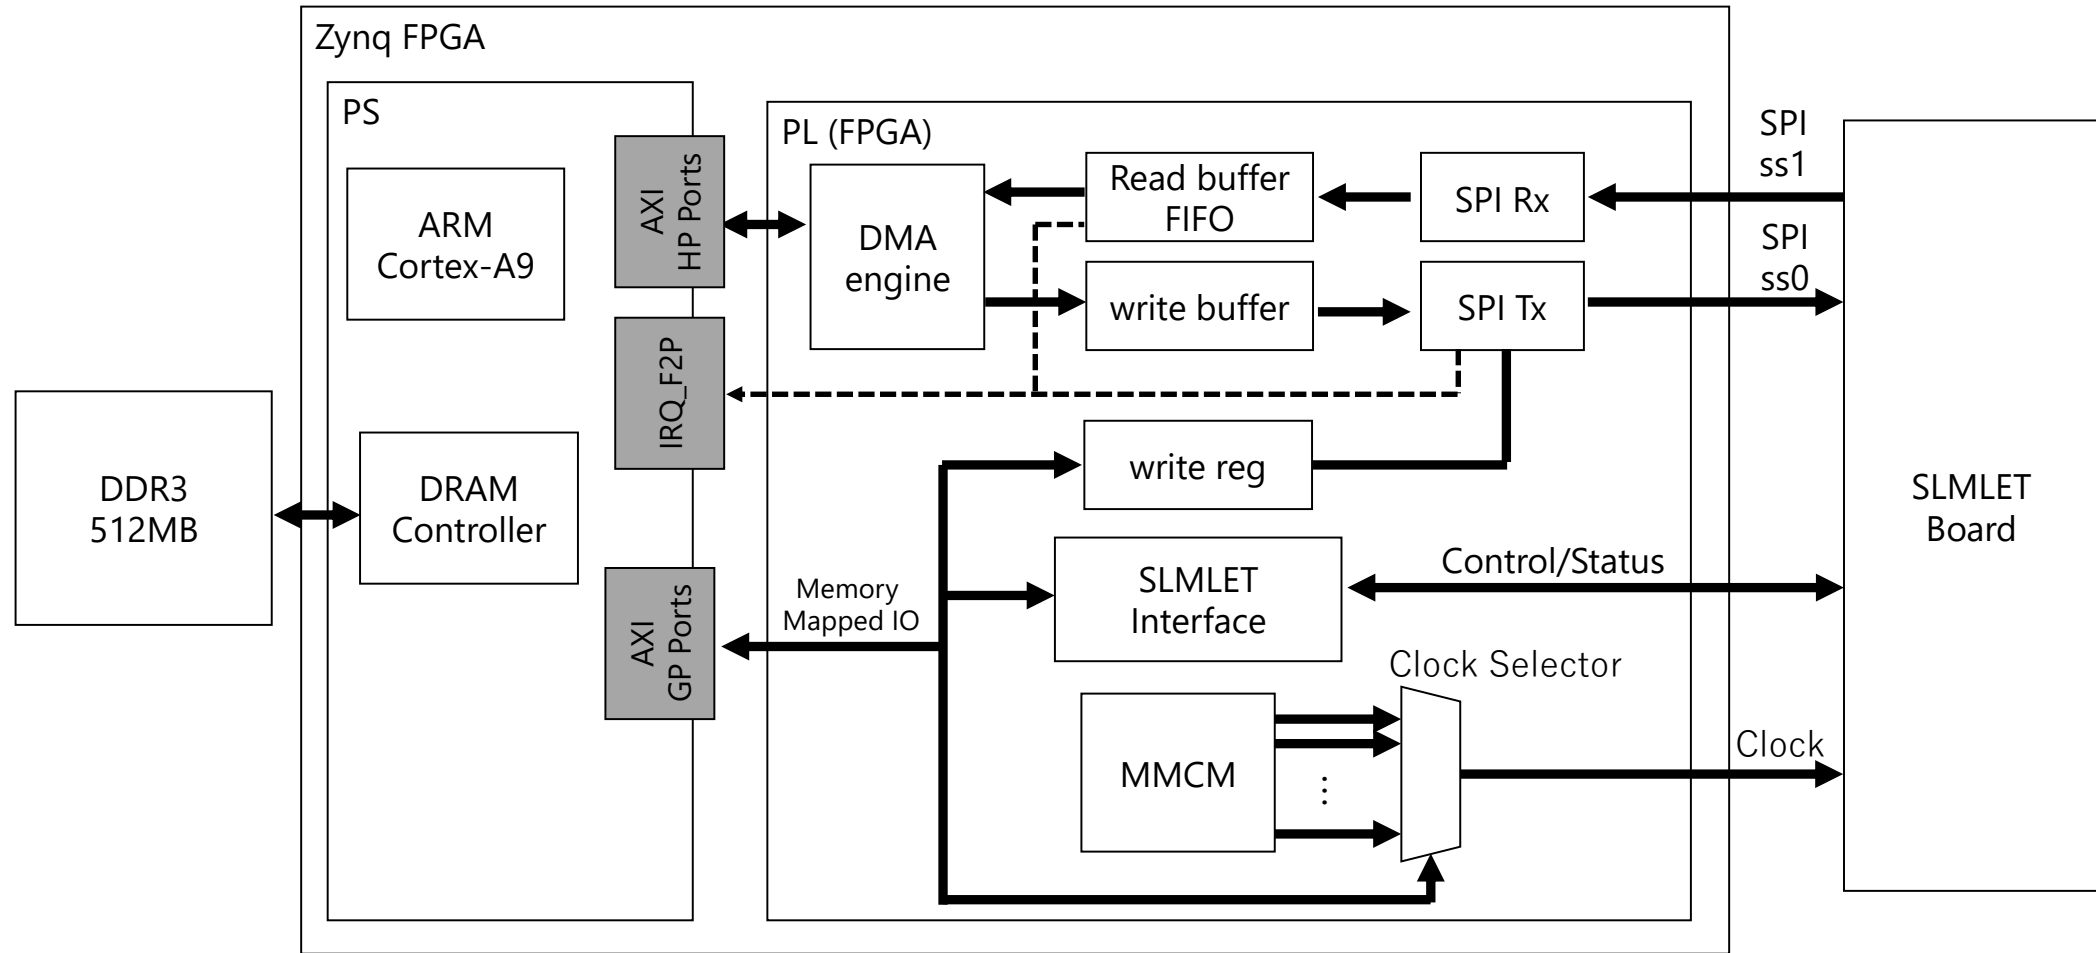 Zynq FPGA
PS
ARM
Cortex-A9
DRAM
Controller
DDR3
512MB
AXI
HP Ports
IRQ_F2P
AXI
GP Ports
PL (FPGA)
DMA
engine
Read buffer
FIFO
SPI Rx
write buffer
SPI Tx
write reg
Memory
Mapped IO
SLMLET
Interface
Control/Status
Clock Selector
MMCM
...
Clock
SPI
ss1
SPI
ss0
SLMLET
Board